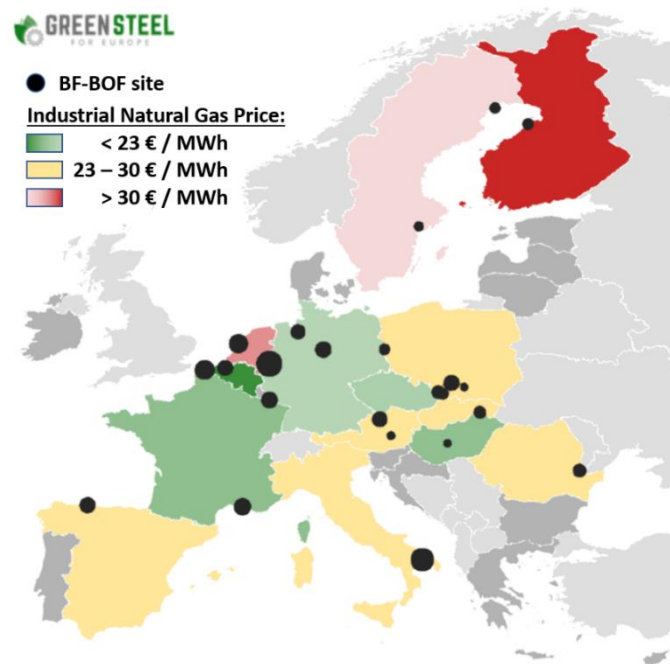 GREENSTEEL
FOR EUROPE
BF-BOF site
Industrial Natural Gas Price:
< 23 € / MWh
23 – 30 € / MWh
> 30 € / MWh